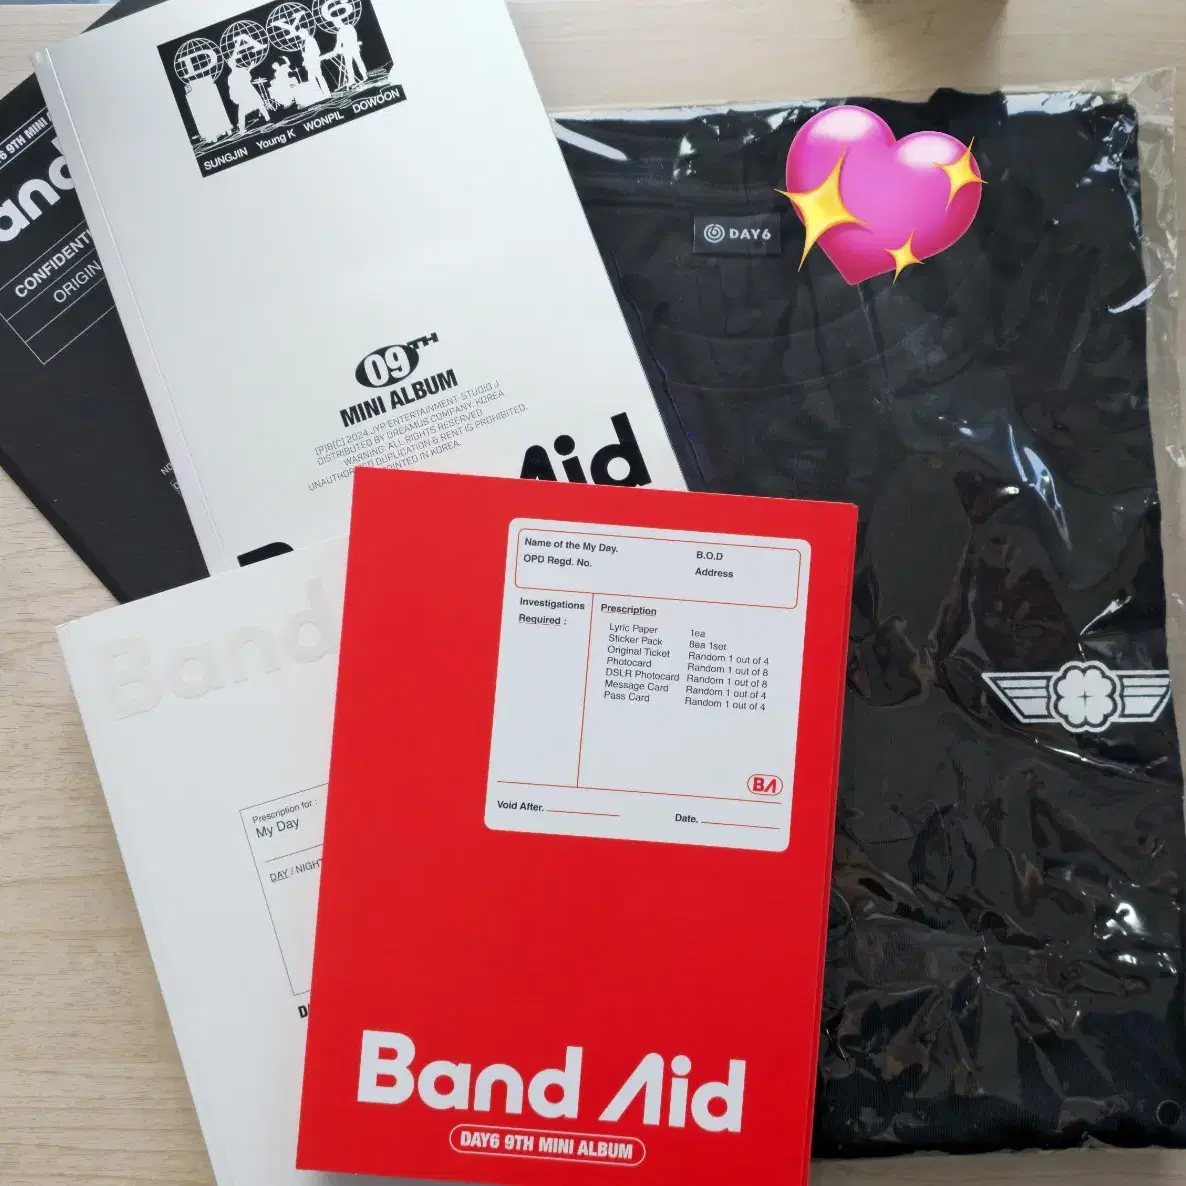 DAY6
SUNGJIN Young K WONPIL DOWOON
6 9TH MINI
and
CONFIDENTI
ORIGIN
09TH
MINI ALBUM
[P]&[C] 2024 JYP ENTERTAINMENT. STUDIO J
DISTRIBUTED BY DREAMUS COMPANY, KOREA
WARNING: ALL RIGHTS RESERVED
DUPLICATION & RENT IS PROHIBITED.
PRINTED IN KOREA.
Aid
DAY6
Name of the My Day.
B.O.D
OPD Regd. No.
Address
Investigations
Required :
Prescription
Lyric Paper 1ea
Sticker Pack 8ea 1set
Original Ticket Random 1 out of 4
Photocard Random 1 out of 8
DSLR Photocard Random 1 out of 8
Message Card Random 1 out of 4
Pass Card Random 1 out of 4
BA
Void After.
Date.
Band
Prescription for :
My Day
DAY / NIGHT
Band Aid
DAY6 9TH MINI ALBUM